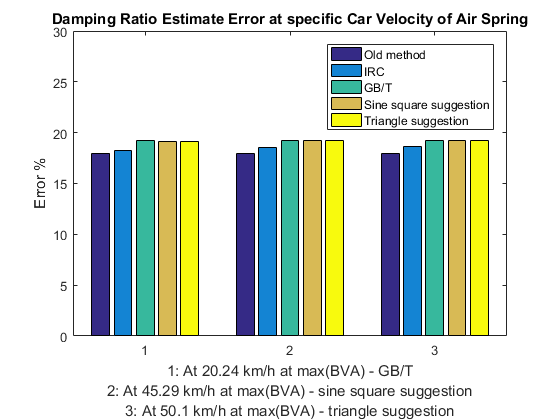 Damping Ratio Estimate Error at specific Car Velocity of Air Spring
30
25
20
15
10
5
0
Error %
Old method
IRC
GB/T
Sine square suggestion
Triangle suggestion
1
2
3
1: At 20.24 km/h at max(BVA) - GB/T
2: At 45.29 km/h at max(BVA) - sine square suggestion
3: At 50.1 km/h at max(BVA) - triangle suggestion